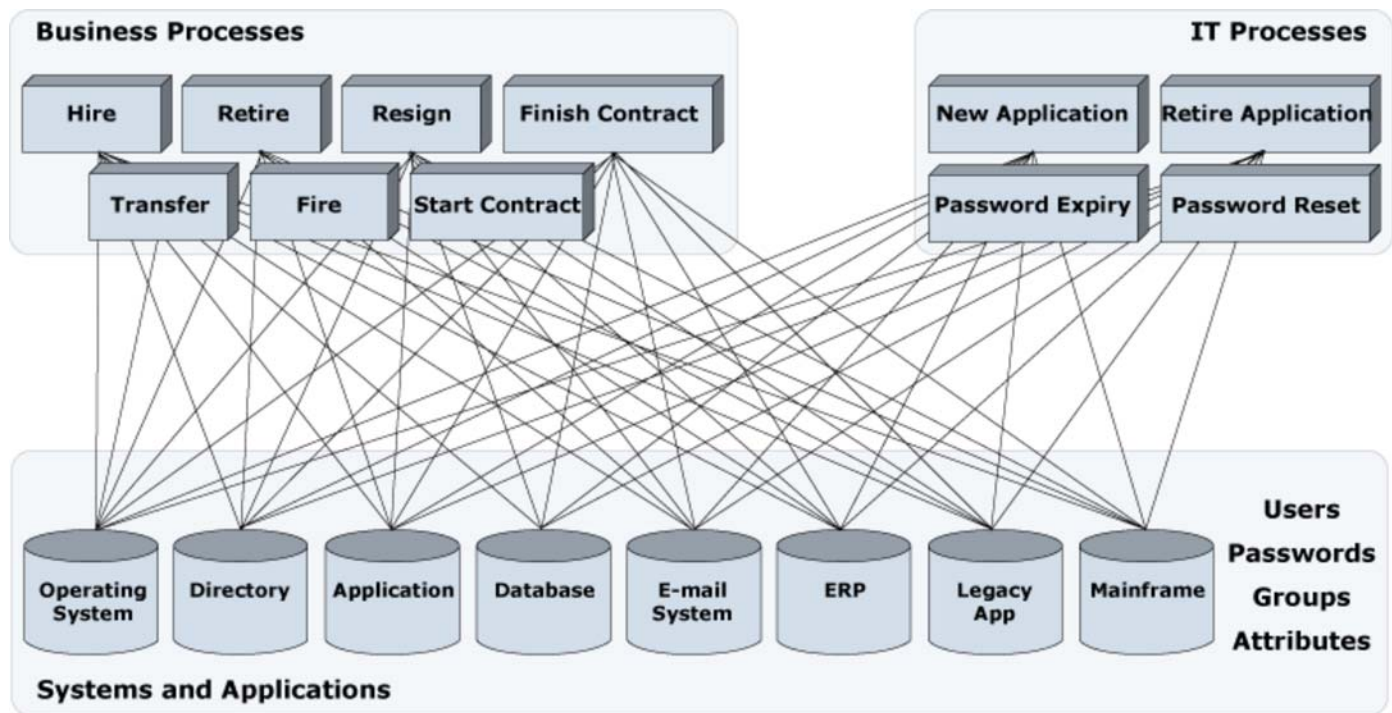 Business Processes
IT Processes
Hire
Retire
Resign
Finish Contract
New Application
Retire Application
Transfer
Fire
Start Contract
Password Expiry
Password Reset
Users
Passwords
Groups
Attributes
Operating
System
Directory
Application
Database
E-mail
System
ERP
Legacy
App
Mainframe
Systems and Applications